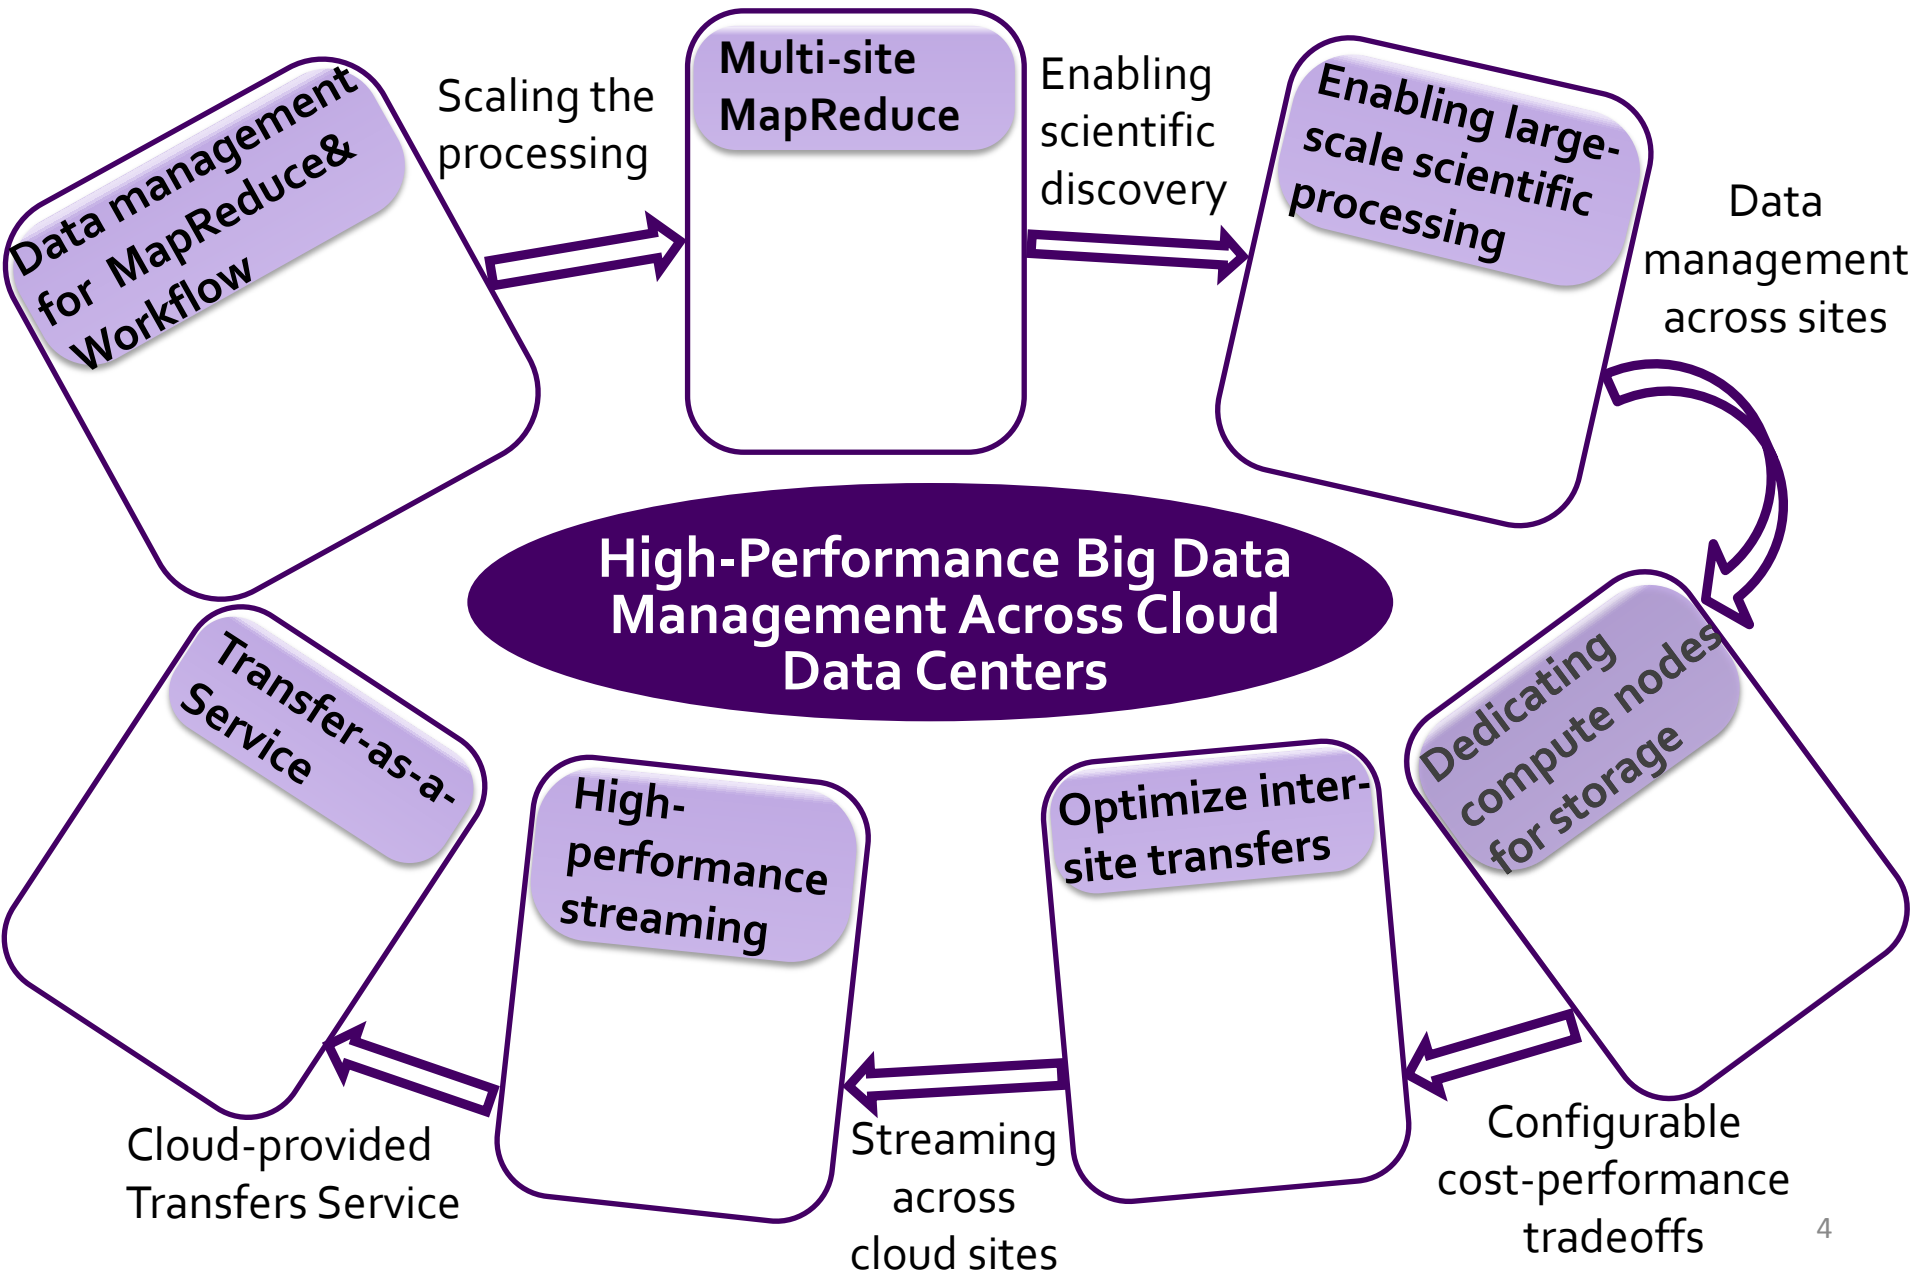 Data management
for MapReduce&
Workflow
Scaling the
processing
Multi-site
MapReduce
Enabling
scientific
discovery
Enabling large-
scale scientific
processing
Data
management
across sites
High-Performance Big Data
Management Across Cloud
Data Centers
Dedicating
compute nodes
for storage
Configurable
cost-performance
tradeoffs
Optimize inter-
site transfers
Streaming
across
cloud sites
High-
performance
streaming
Cloud-provided
Transfers Service
Transfer-as-a-
Service
4